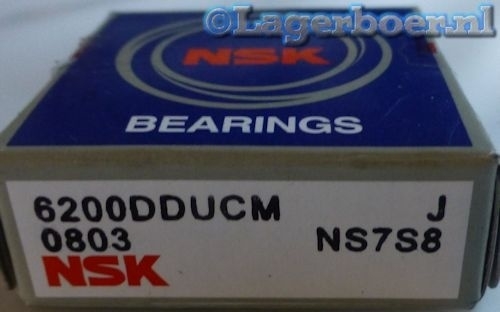 ©Lagerboer.nl
NSK
BEARINGS
6200DDUCM J
0803 NS7S8
NSK